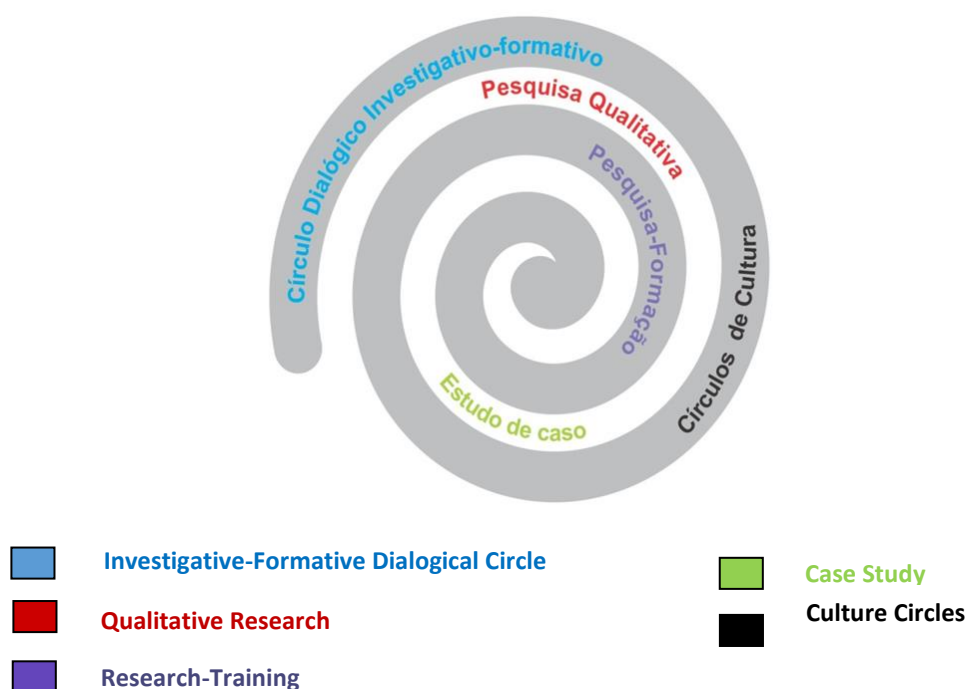 Círculo Dialógico Investigativo-formativo
Pesquisa Qualitativa
Pesquisa-Formação
Círculos de Cultura
Estudo de caso
Investigative-Formative Dialogical Circle
Qualitative Research
Research-Training
Case Study
Culture Circles